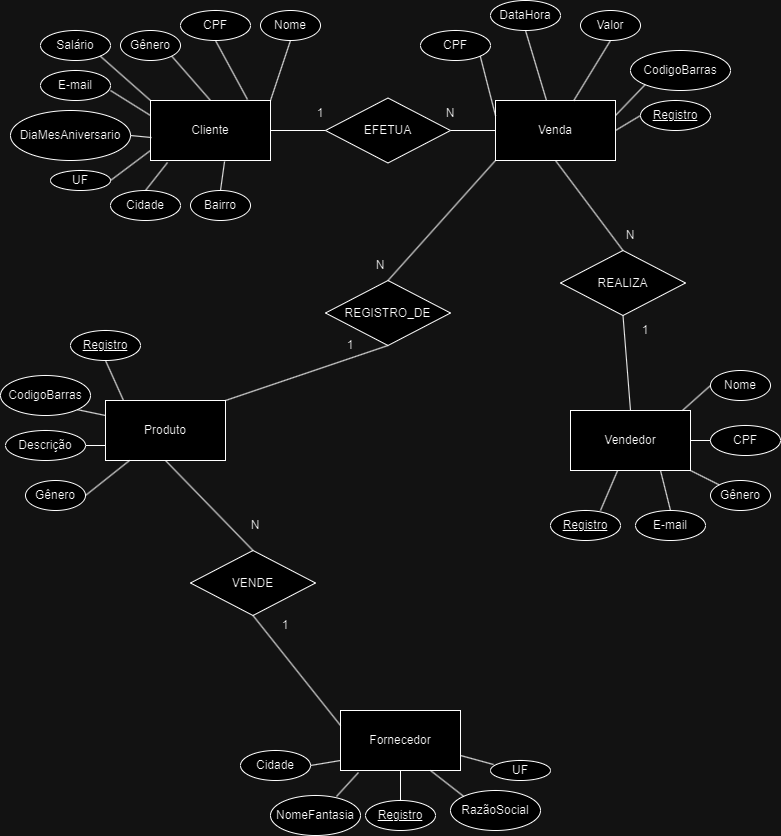 CPF
Nome
DataHora
Valor
Salário
Gênero
CPF
E-mail
CodigoBarras
DiaMesAniversario
Cliente
1
EFETUA
N
Venda
Registro
UF
Cidade
Bairro
N
N
REALIZA
REGISTRO_DE
1
1
Registro
CodigoBarras
Produto
Descrição
Gênero
Nome
Vendedor
CPF
Gênero
Registro
E-mail
N
VENDE
1
Fornecedor
Cidade
UF
NomeFantasia
Registro
RazãoSocial